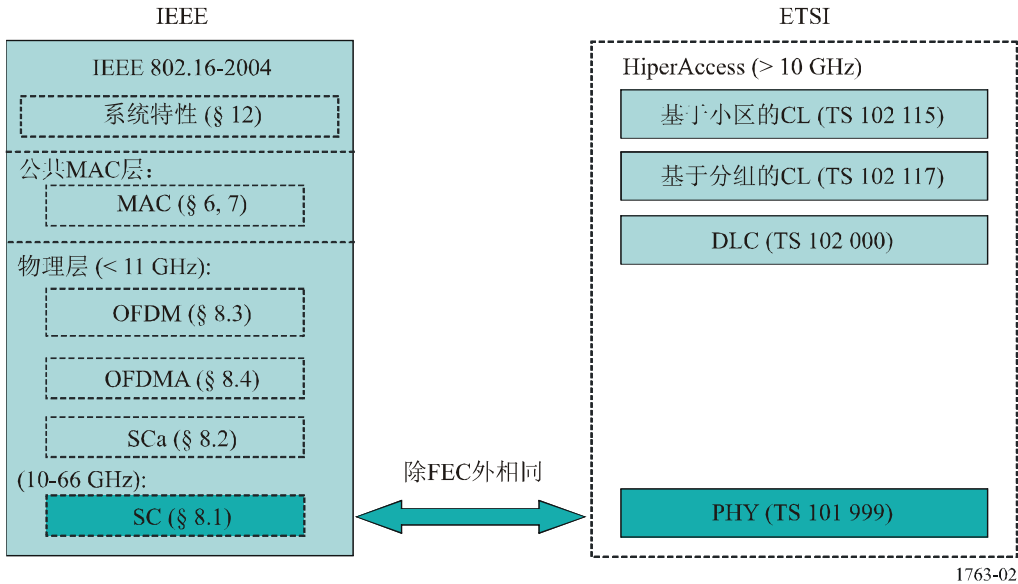 IEEE
IEEE 802.16-2004
系统特性 (§ 12)
公共MAC层:
MAC (§ 6, 7)
物理层 (< 11 GHz):
OFDM (§ 8.3)
OFDMA (§ 8.4)
SCa (§ 8.2)
(10-66 GHz):
SC (§ 8.1)
除FEC外相同
ETSI
HiperAccess (> 10 GHz)
基于小区的CL (TS 102 115)
基于分组的CL (TS 102 117)
DLC (TS 102 000)
PHY (TS 101 999)
1763-02